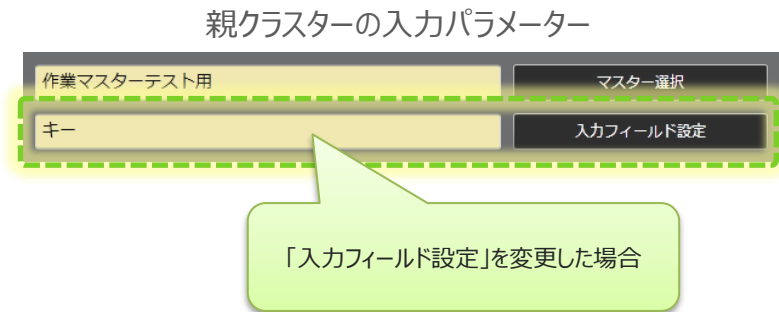 親クラスターの入力パラメーター
作業マスターテスト用
マスター選択
キー
入力フィールド設定
「入力フィールド設定」を変更した場合